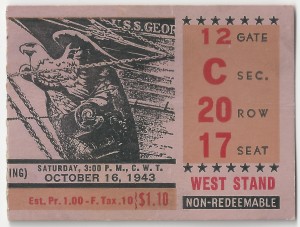 U.S.S. GEOR
12 GATE
C SEC.
20 ROW
17 SEAT
WEST STAND
NON-REDEEMABLE
ING)
SATURDAY, 3:00 P. M., C. W. T.
OCTOBER 16, 1943
Est. Pr. 1.00 - F. Tax .10
$1.10